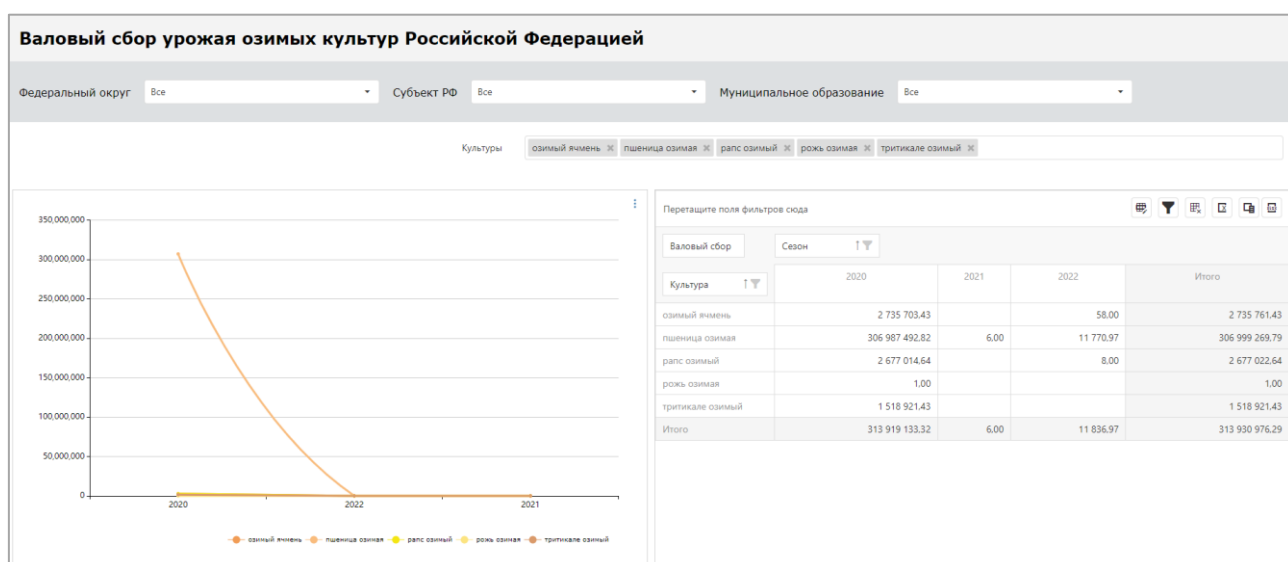 Валовый сбор урожая озимых культур Российской Федерацией
Федеральный округ Все Субъект РФ Все Муниципальное образование Все
Культуры озимый ячмень пшеница озимая рапс озимый рожь озимая тритикале озимый
350,000,000
300,000,000
250,000,000
200,000,000
150,000,000
100,000,000
50,000,000
0
2020 2022 2021
озимый ячмень пшеница озимая рапс озимый рожь озимая тритикале озимый
Перетащите поля фильтров сюда
Валовый сбор Сезон
Культура 2020 2021 2022 Итого
озимый ячмень 2 735 703,43 58,00 2 735 761,43
пшеница озимая 306 987 492,82 6,00 11 770,97 306 999 269,79
рапс озимый 2 677 014,64 8,00 2 677 022,64
рожь озимая 1,00 1,00
тритикале озимый 1 518 921,43 1 518 921,43
Итого 313 919 133,32 6,00 11 836,97 313 930 976,29